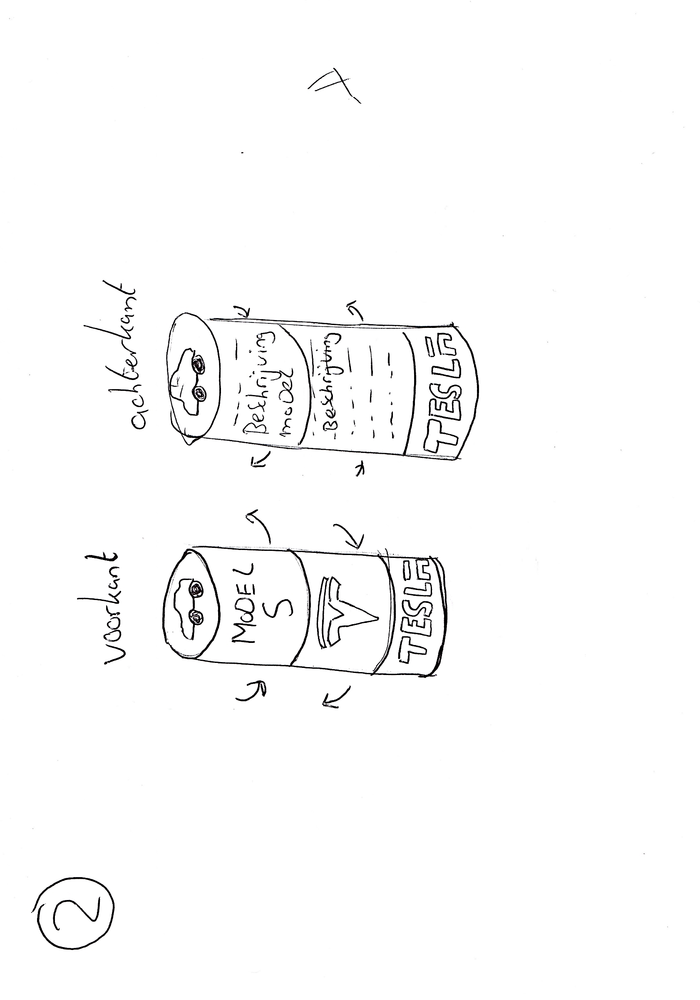 2
voorkant
MODEL
S
TESLA
achterkant
Beschrijving
model
Beschrijving
TESLA